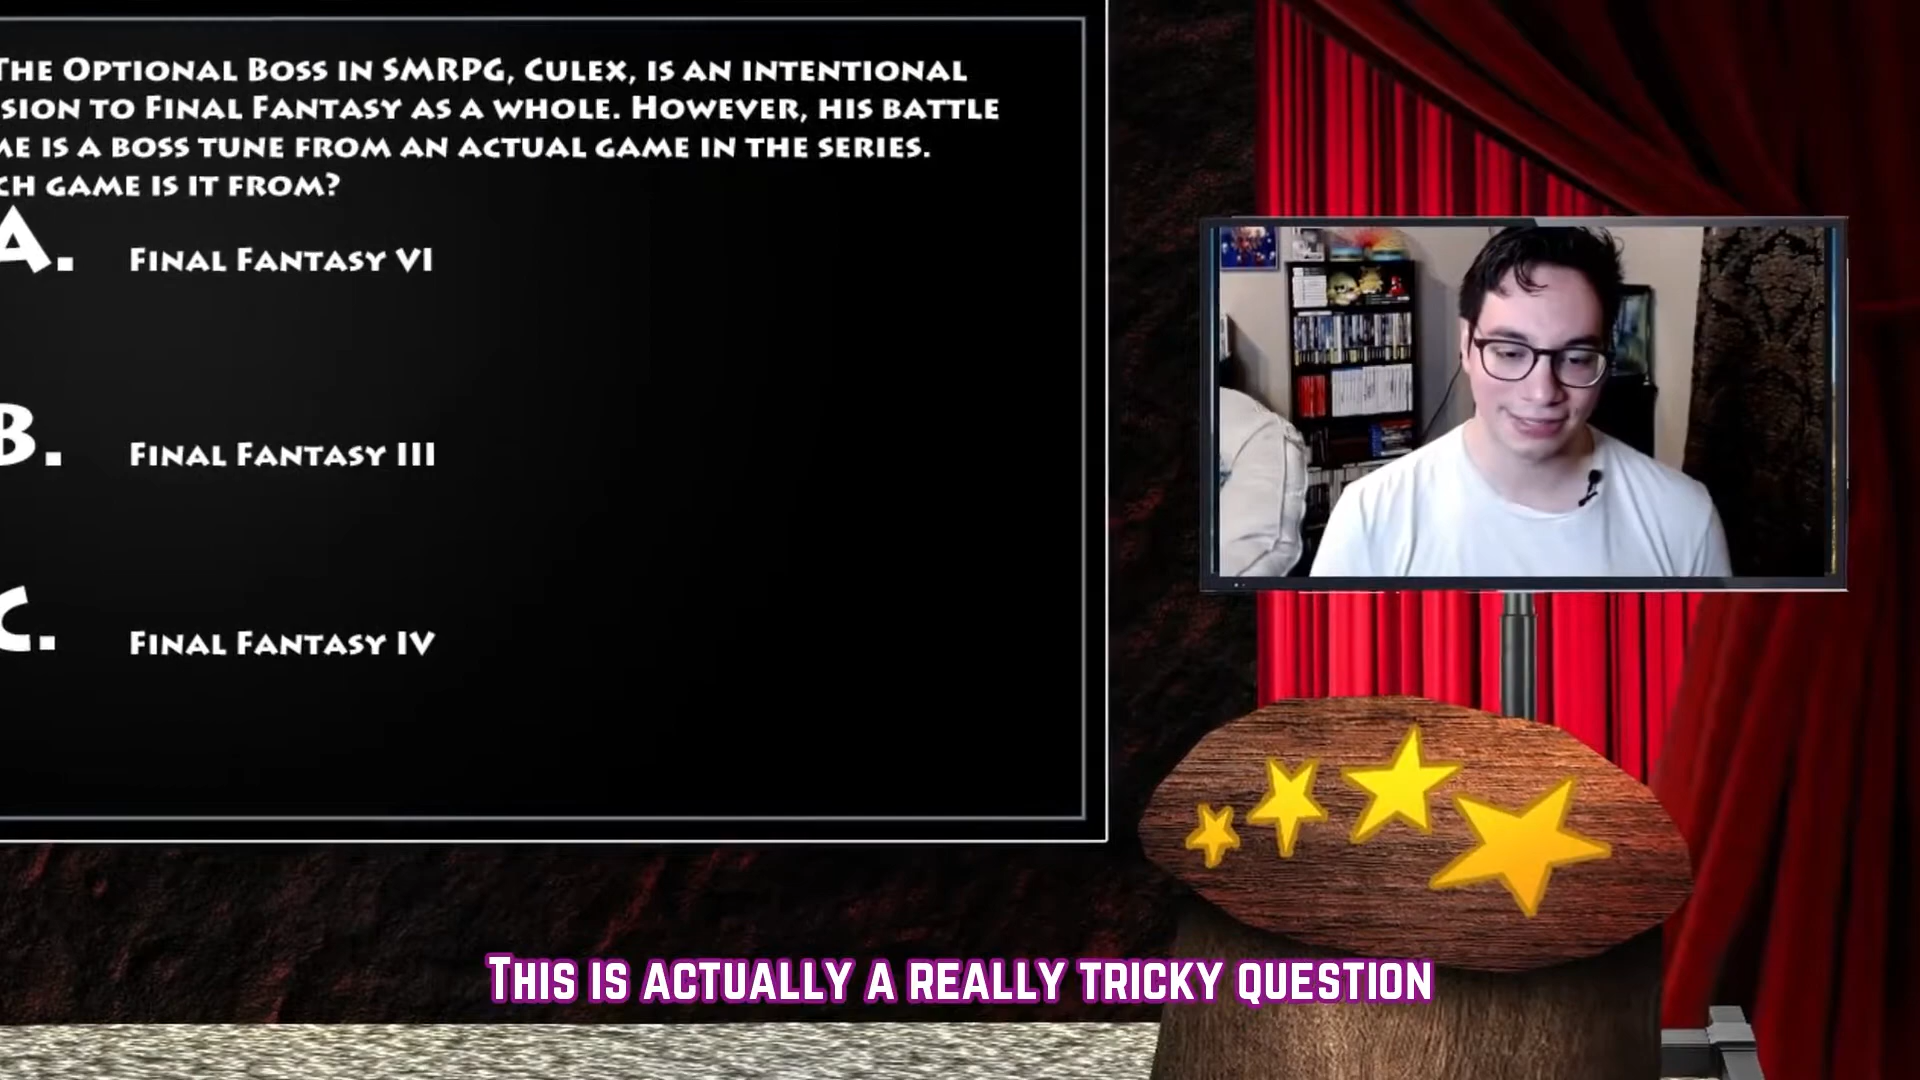 The Optional Boss in SMRPG, Culex, is an intentional
sion to Final Fantasy as a whole. However, his battle
me is a boss tune from an actual game in the series.
ch game is it from?
A. Final Fantasy VI
B. Final Fantasy III
C. Final Fantasy IV
This is actually a really tricky question